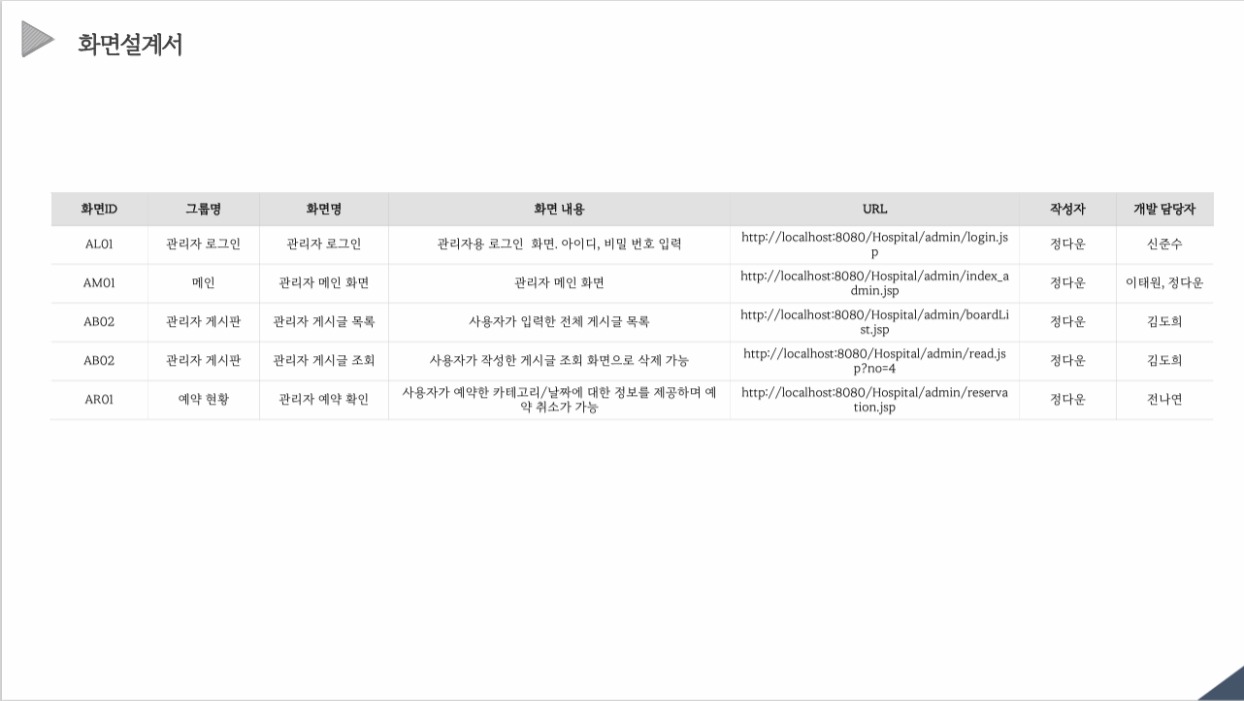 화면설계서
화면ID 그룹명 화면명 화면 내용 URL 작성자 개발 담당자
AL01 관리자 로그인 관리자 로그인 관리자용 로그인  화면. 아이디, 비밀 번호 입력 http://localhost:8080/Hospital/admin/login.js
p 정다운 신준수
AM01 메인 관리자 메인 화면 관리자 메인 화면 http://localhost:8080/Hospital/admin/index_a
dmin.jsp 정다운 이태원, 정다운
AB02 관리자 게시판 관리자 게시글 목록 사용자가 입력한 전체 게시글 목록 http://localhost:8080/Hospital/admin/boardLi
st.jsp 정다운 김도희
AB02 관리자 게시판 관리자 게시글 조회 사용자가 작성한 게시글 조회 화면으로 삭제 가능 http://localhost:8080/Hospital/admin/read.js
p?no=4 정다운 김도희
AR01 예약 현황 관리자 예약 확인 사용자가 예약한 카테고리/날짜에 대한 정보를 제공하며 예
약 취소가 가능 http://localhost:8080/Hospital/admin/reserva
tion.jsp 정다운 전나연